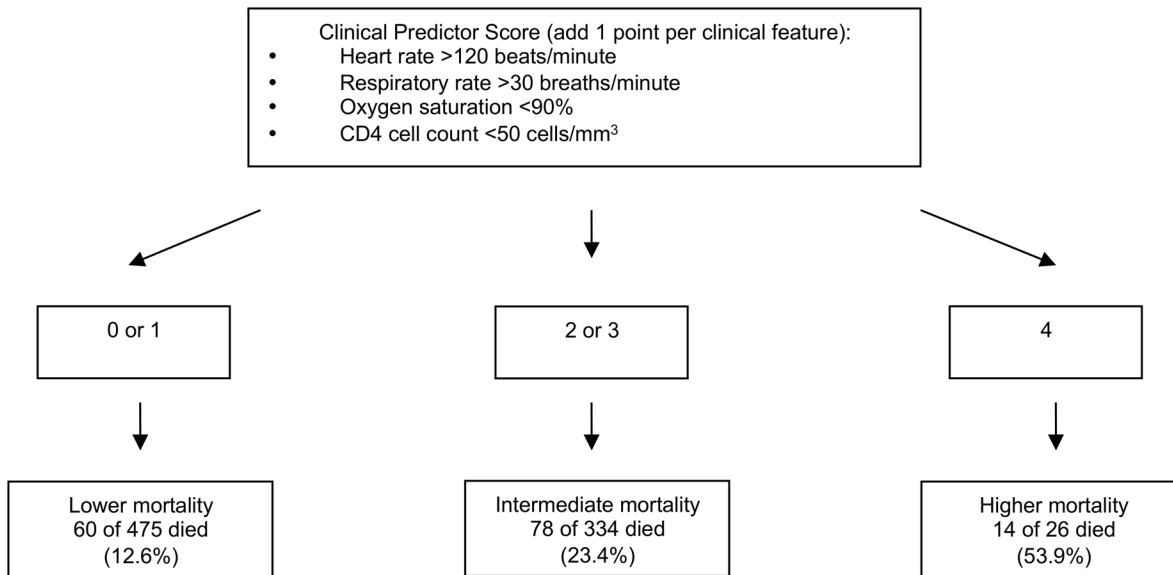 Clinical Predictor Score (add 1 point per clinical feature):
• Heart rate >120 beats/minute
• Respiratory rate >30 breaths/minute
• Oxygen saturation <90%
• CD4 cell count <50 cells/mm³
0 or 1
2 or 3
4
Lower mortality
60 of 475 died
(12.6%)
Intermediate mortality
78 of 334 died
(23.4%)
Higher mortality
14 of 26 died
(53.9%)